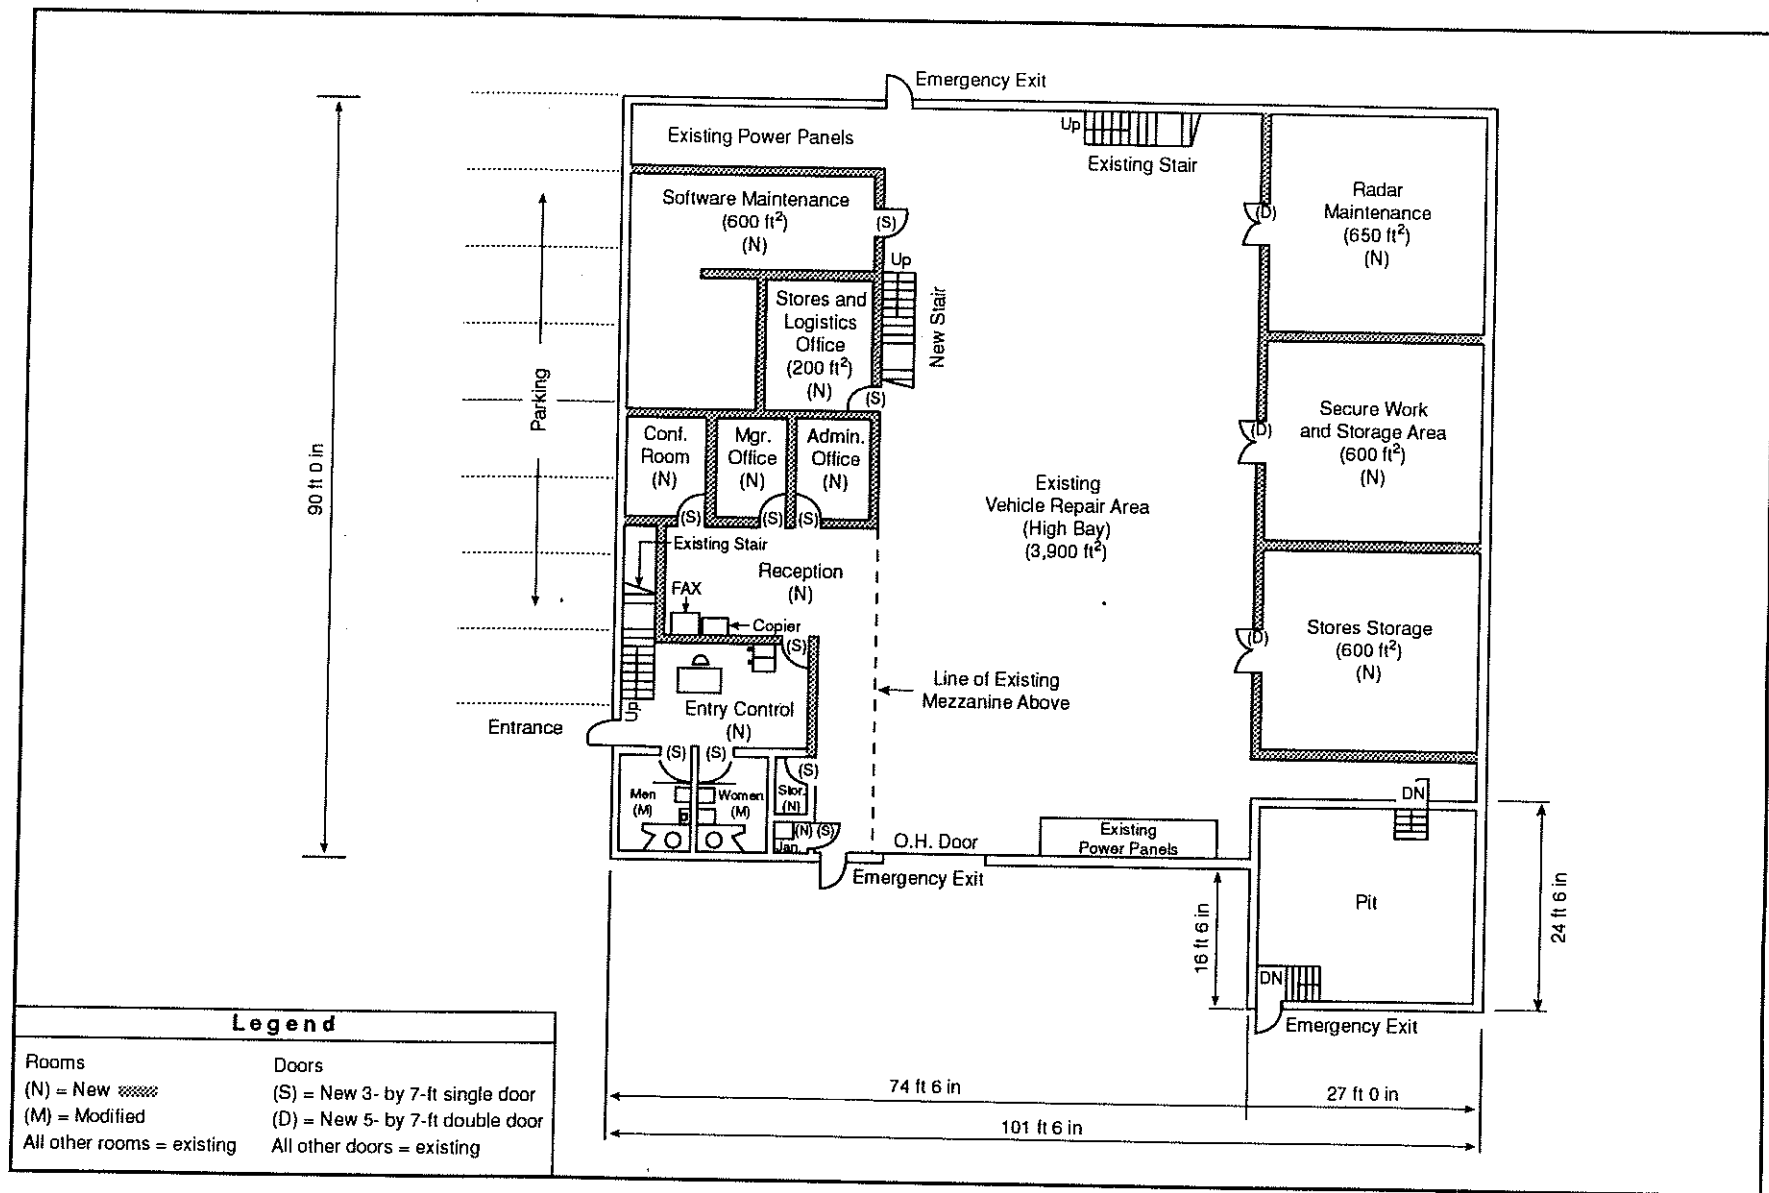 Emergency Exit
Existing Power Panels
Up
Existing Stair
Software Maintenance
(600 ft²)
(N)
(S)
Radar
Maintenance
(650 ft²)
(N)
(D)
Up
New Stair
Stores and
Logistics
Office
(200 ft²)
(N)
(S)
Parking
90 ft 0 in
Conf.
Room
(N)
(S)
Mgr.
Office
(N)
(S)
Admin.
Office
(N)
(S)
Secure Work
and Storage Area
(600 ft²)
(N)
(D)
Existing
Vehicle Repair Area
(High Bay)
(3,900 ft²)
Existing Stair
Reception
(N)
FAX
Copier
(S)
Stores Storage
(600 ft²)
(N)
(D)
Line of Existing
Mezzanine Above
Up
Entry Control
(N)
Entrance
(S)
(S)
(S)
Men
(M)
Women
(M)
Stor.
(N)
(N)
(S)
Jan.
O.H. Door
Existing
Power Panels
Emergency Exit
DN
Pit
DN
Emergency Exit
16 ft 6 in
24 ft 6 in
74 ft 6 in
27 ft 0 in
101 ft 6 in
Legend
Rooms
(N) = New
(M) = Modified
All other rooms = existing
Doors
(S) = New 3- by 7-ft single door
(D) = New 5- by 7-ft double door
All other doors = existing